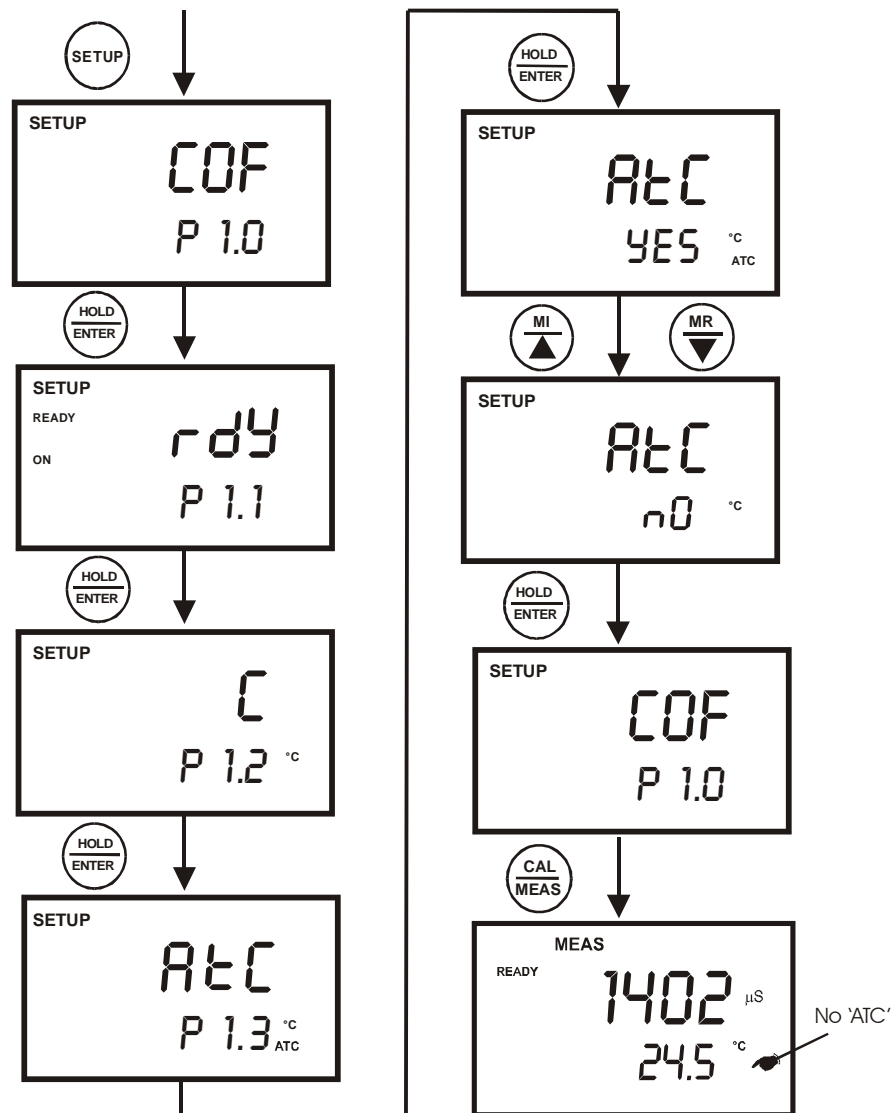 SETUP
SETUP
COF
P 1.0
HOLD
ENTER
SETUP
READY
ON
rdY
P 1.1
HOLD
ENTER
SETUP
C
P 1.2 °C
HOLD
ENTER
SETUP
AtC
P 1.3 °C
ATC
HOLD
ENTER
SETUP
AtC
YES °C
ATC
MI
MR
SETUP
AtC
n0 °C
HOLD
ENTER
SETUP
COF
P 1.0
CAL
MEAS
MEAS
READY
1402 µS
24.5 °C
No 'ATC'